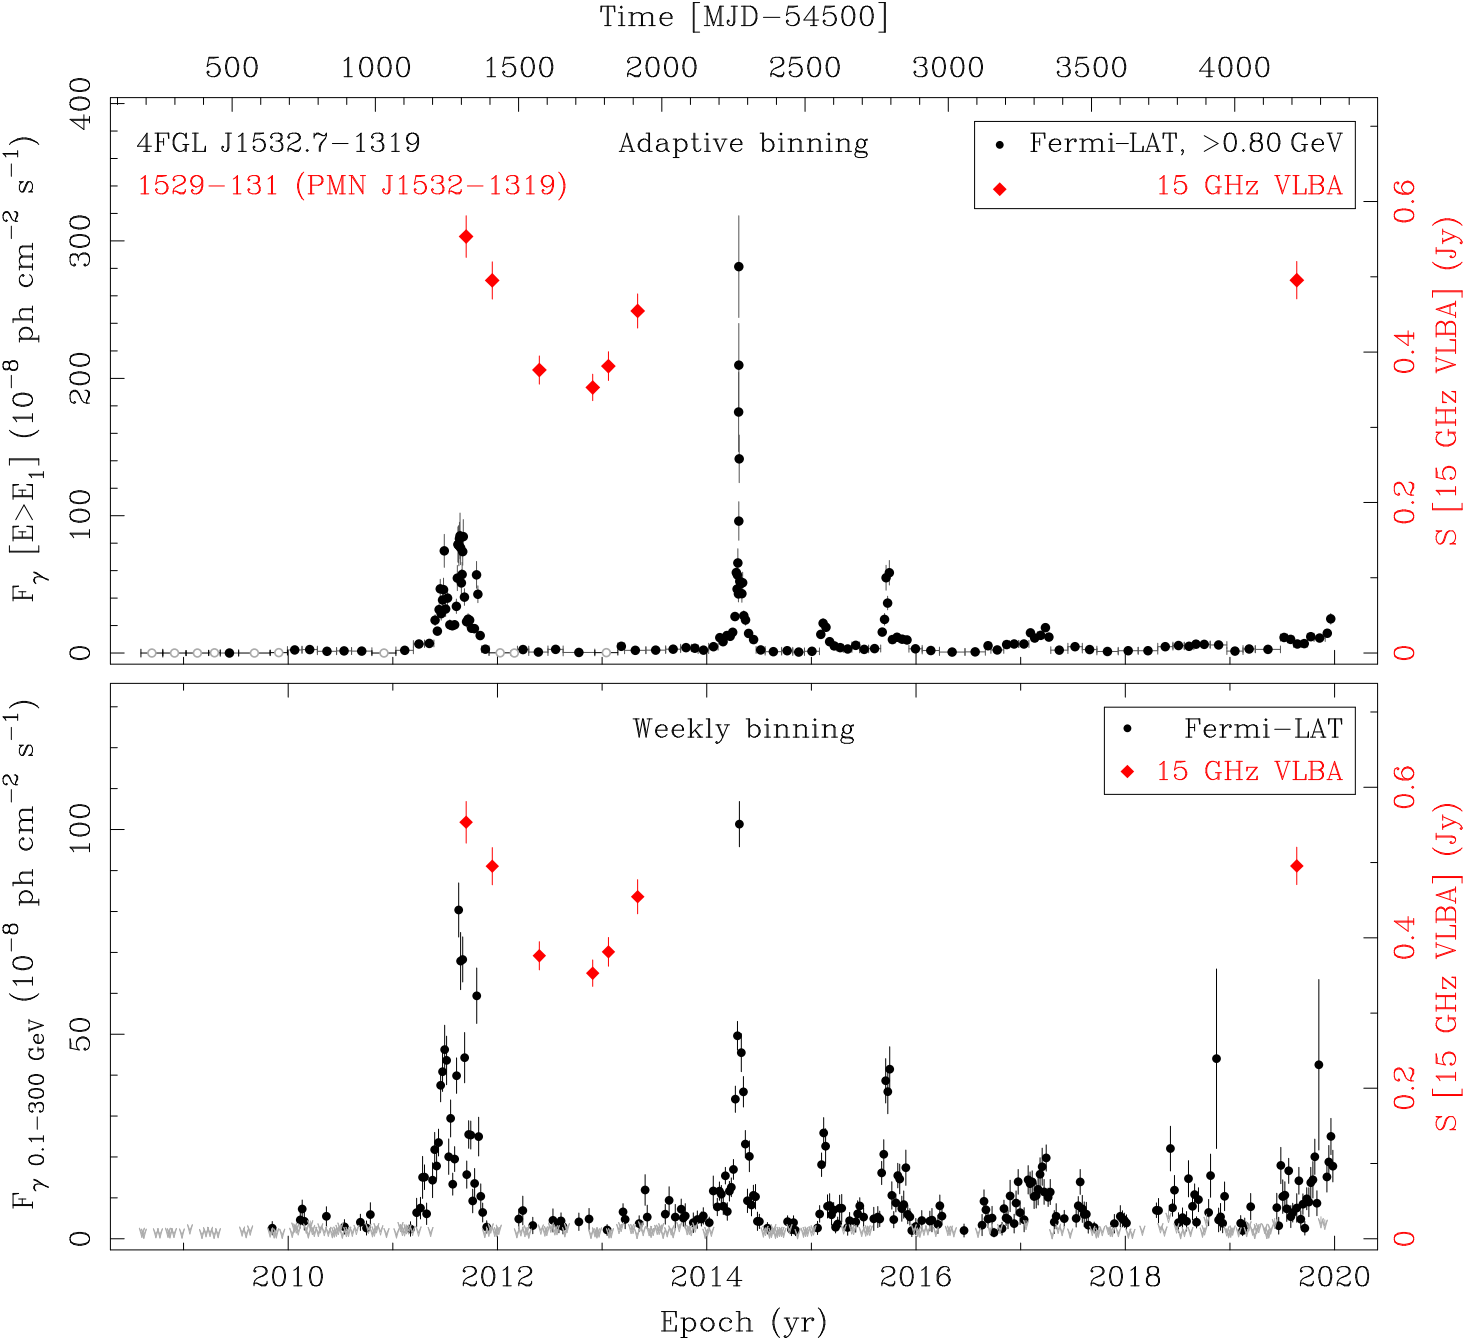 Time [MJD−54500]
500 1000 1500 2000 2500 3000 3500 4000
4FGL J1532.7−1319
1529−131 (PMN J1532−1319)
Adaptive binning
Fermi−LAT, >0.80 GeV
15 GHz VLBA
F_γ [E>E_1] (10^−8 ph cm^−2 s^−1)
400
300
200
100
0
0.6
0.4
0.2
0
S [15 GHz VLBA] (Jy)
Weekly binning
Fermi−LAT
15 GHz VLBA
F_γ 0.1−300 GeV (10^−8 ph cm^−2 s^−1)
100
50
0
0.6
0.4
0.2
0
S [15 GHz VLBA] (Jy)
2010 2012 2014 2016 2018 2020
Epoch (yr)